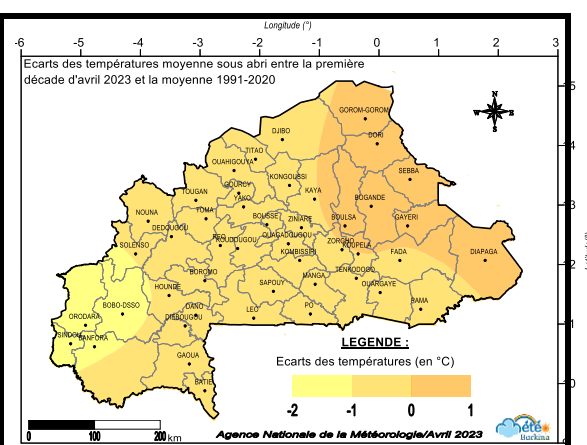 Longitude (°)
-6 -5 -4 -3 -2 -1 0 1 2 3
Ecarts des températures moyenne sous abri entre la première
décade d'avril 2023 et la moyenne 1991-2020
N
W E
S
GOROM-GOROM
DJIBO
DORI
TITAO
OUAHIGOUYA
SEBBA
KONGOUSSI
GOURCY
TOUGAN
KAYA
YAKO
BOGANDE
NOUNA
TOMA
BOUSSE
ZINIARE
BOULSA
GAYERI
DEDOUGOU
REO
OUAGADOUGOU
ZORGHO
SOLENSO
KOUDOUGOU
KOUPELA
KOMBISSIRI
FADA
DIAPAGA
BOROMO
TENKODOGO
HOUNDE
SAPOUY
MANGA
OUARGAYE
BOBO-DSSO
DANO
PAMA
ORODARA
DIEBOUGOU
LEO
PO
SINDOU
BANFORA
GAOUA
BATIE
LEGENDE :
Ecarts des températures (en °C)
-2 -1 0 1
0 100 200 km
Agence Nationale de la Météorologie/Avril 2023
météo
Burkina